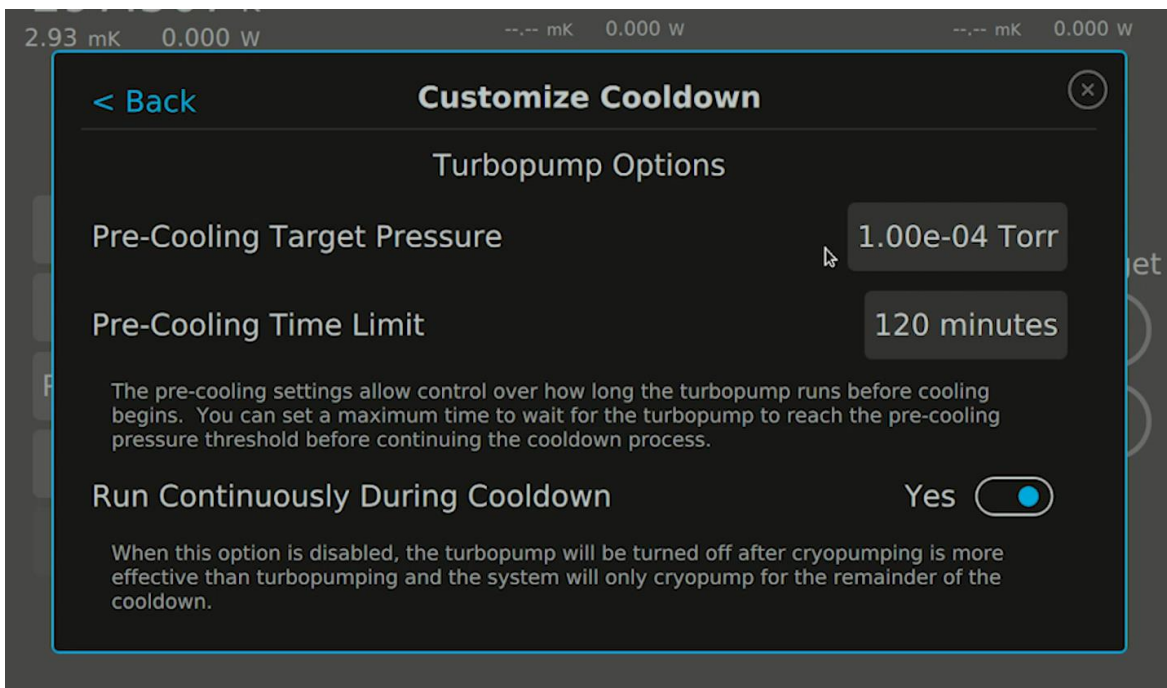 2.93 mK 0.000 W --.-- mK 0.000 W --.-- mK 0.000 W
< Back Customize Cooldown
Turbopump Options
Pre-Cooling Target Pressure 1.00e-04 Torr
Pre-Cooling Time Limit 120 minutes
The pre-cooling settings allow control over how long the turbopump runs before cooling
begins. You can set a maximum time to wait for the turbopump to reach the pre-cooling
pressure threshold before continuing the cooldown process.
Run Continuously During Cooldown Yes
When this option is disabled, the turbopump will be turned off after cryopumping is more
effective than turbopumping and the system will only cryopump for the remainder of the
cooldown.